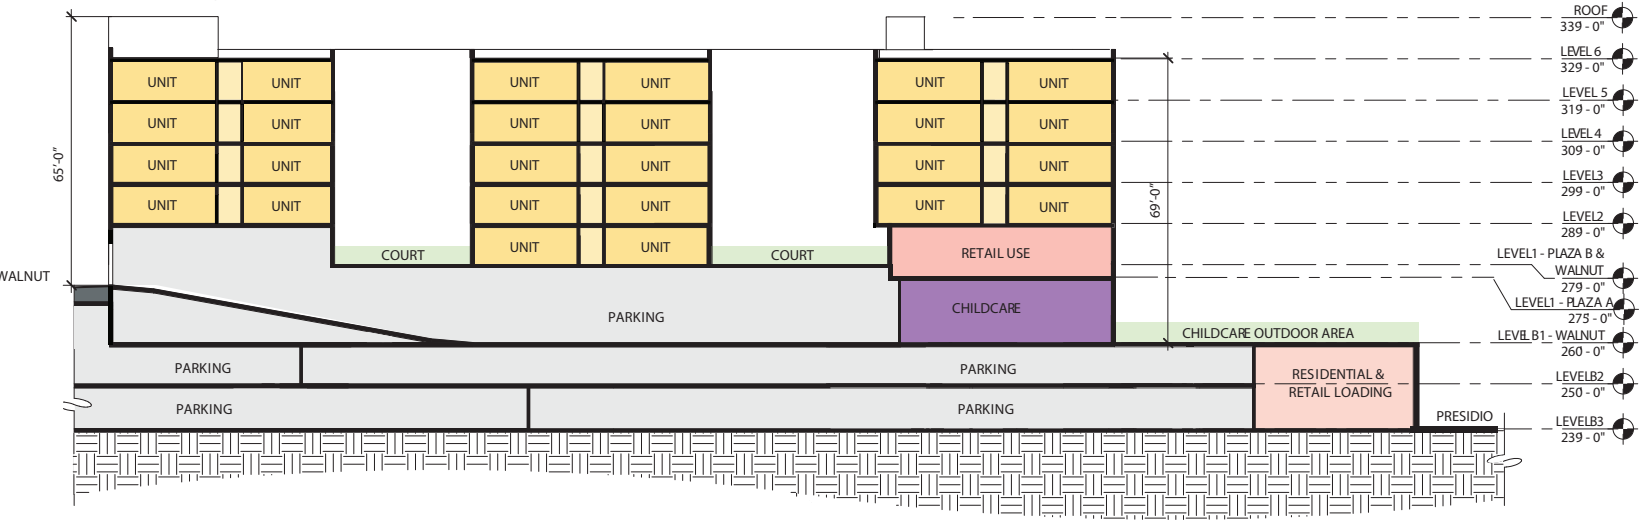 ROOF
339 - 0"
65'-0"
UNIT UNIT UNIT UNIT UNIT UNIT
LEVEL 6
329 - 0"
UNIT UNIT UNIT UNIT UNIT UNIT
LEVEL 5
319 - 0"
UNIT UNIT UNIT UNIT UNIT UNIT
LEVEL 4
309 - 0"
UNIT UNIT UNIT UNIT UNIT UNIT
LEVEL3
299 - 0"
69'-0"
LEVEL2
289 - 0"
COURT UNIT UNIT COURT RETAIL USE
LEVEL1 - PLAZA B &
WALNUT
279 - 0"
WALNUT
LEVEL1 - PLAZA A
275 - 0"
PARKING CHILDCARE
CHILDCARE OUTDOOR AREA
LEVEL B1 - WALNUT
260 - 0"
PARKING PARKING RESIDENTIAL &
RETAIL LOADING
LEVELB2
250 - 0"
PARKING PARKING
PRESIDIO
LEVELB3
239 - 0"